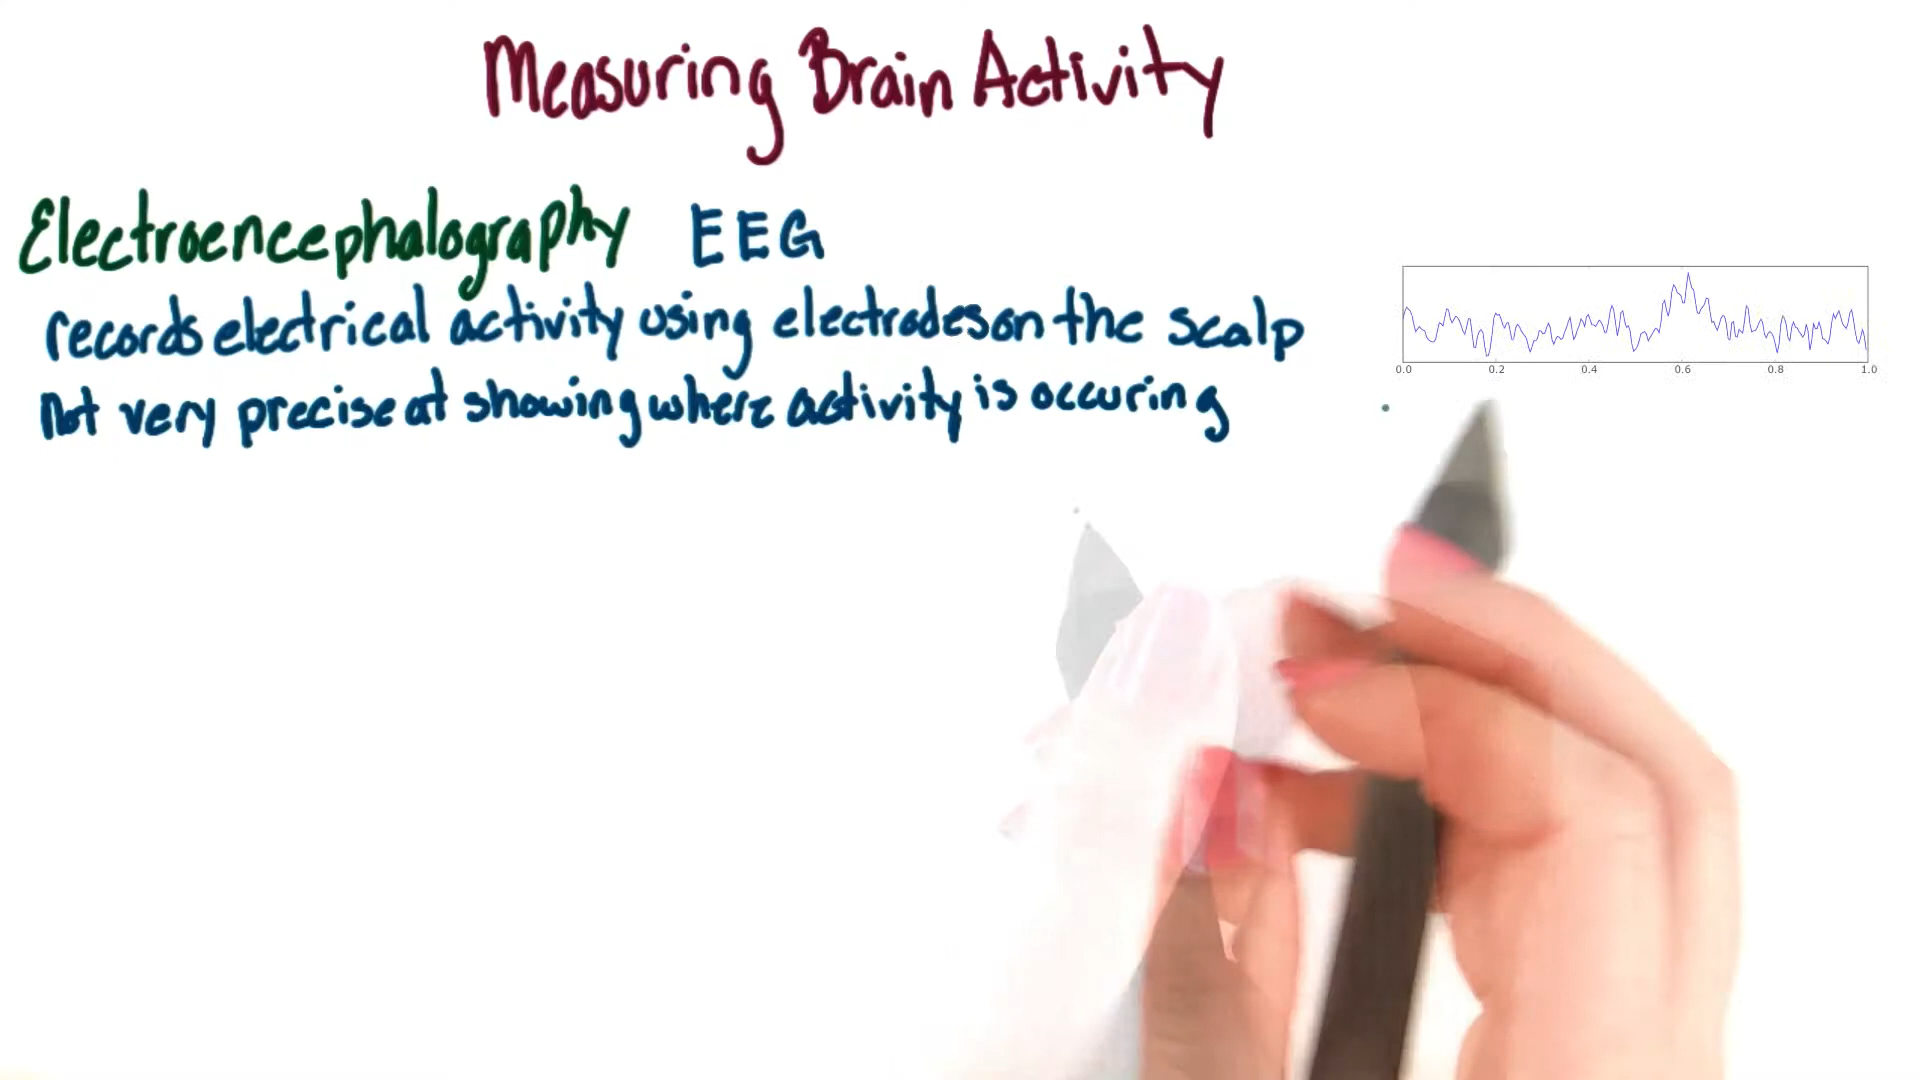 Measuring Brain Activity
Electroencephalography EEG
records electrical activity using electrodes on the scalp
not very precise at showing where activity is occuring
0.0 0.2 0.4 0.6 0.8 1.0